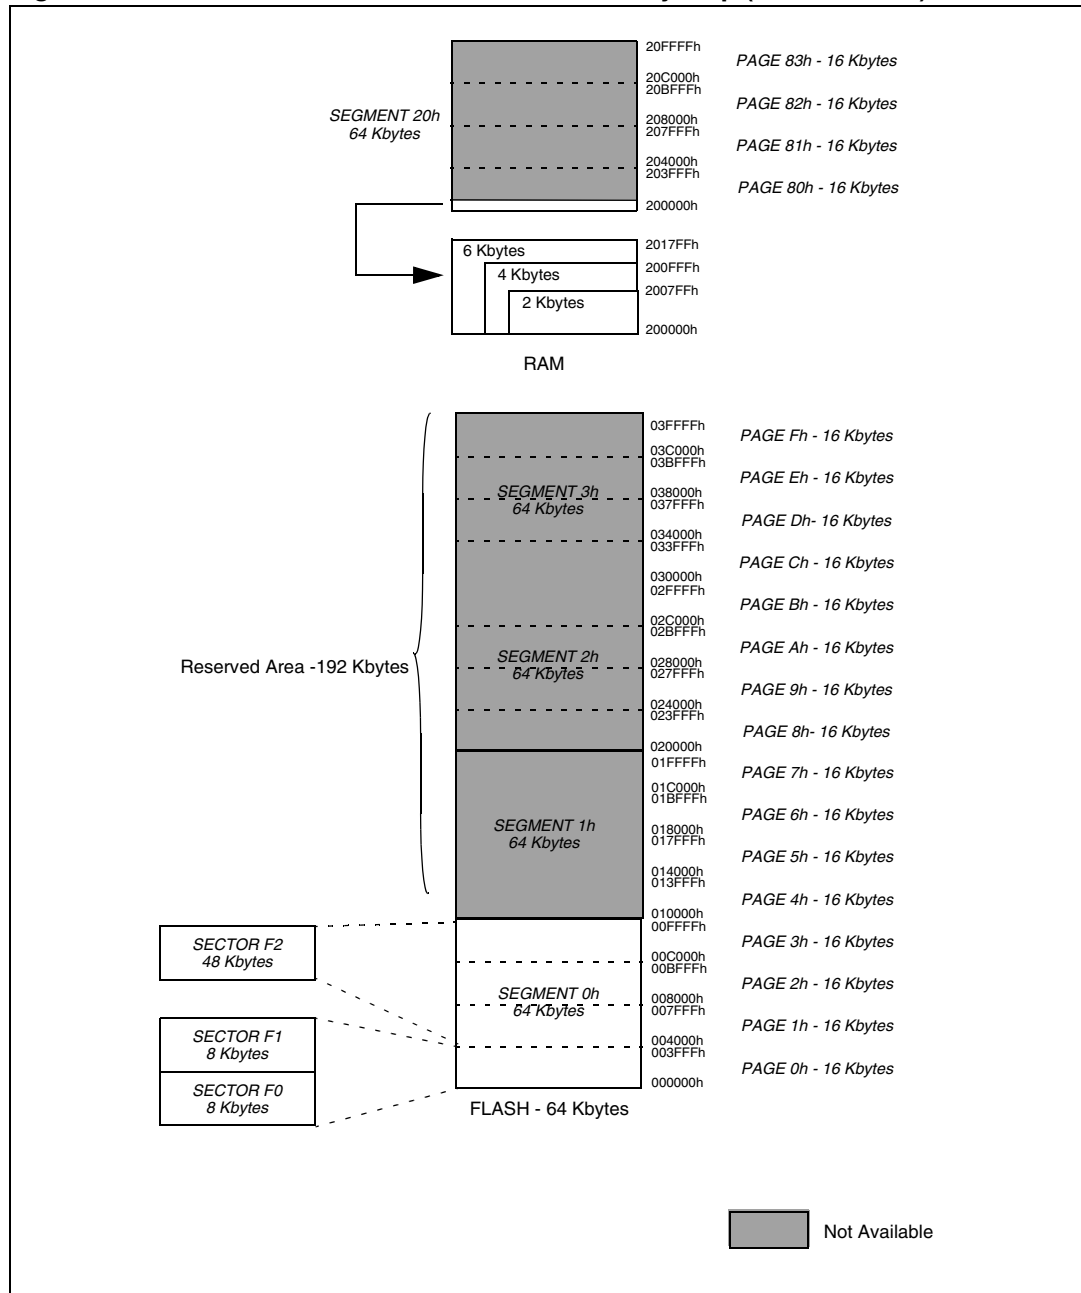 20FFFFh
PAGE 83h - 16 Kbytes
20C000h
20BFFFh
PAGE 82h - 16 Kbytes
SEGMENT 20h
64 Kbytes
208000h
207FFFh
PAGE 81h - 16 Kbytes
204000h
203FFFh
PAGE 80h - 16 Kbytes
200000h
6 Kbytes
2017FFh
4 Kbytes
200FFFh
2 Kbytes
2007FFh
200000h
RAM
03FFFFh
PAGE Fh - 16 Kbytes
03C000h
03BFFFh
PAGE Eh - 16 Kbytes
SEGMENT 3h
64 Kbytes
038000h
037FFFh
PAGE Dh- 16 Kbytes
034000h
033FFFh
PAGE Ch - 16 Kbytes
030000h
02FFFFh
PAGE Bh - 16 Kbytes
02C000h
02BFFFh
PAGE Ah - 16 Kbytes
Reserved Area -192 Kbytes
SEGMENT 2h
64 Kbytes
028000h
027FFFh
PAGE 9h - 16 Kbytes
024000h
023FFFh
PAGE 8h- 16 Kbytes
020000h
01FFFFh
PAGE 7h - 16 Kbytes
01C000h
01BFFFh
PAGE 6h - 16 Kbytes
SEGMENT 1h
64 Kbytes
018000h
017FFFh
PAGE 5h - 16 Kbytes
014000h
013FFFh
PAGE 4h - 16 Kbytes
010000h
00FFFFh
SECTOR F2
48 Kbytes
PAGE 3h - 16 Kbytes
00C000h
00BFFFh
PAGE 2h - 16 Kbytes
SEGMENT 0h
64 Kbytes
008000h
007FFFh
PAGE 1h - 16 Kbytes
SECTOR F1
8 Kbytes
004000h
003FFFh
PAGE 0h - 16 Kbytes
SECTOR F0
8 Kbytes
000000h
FLASH - 64 Kbytes
Not Available